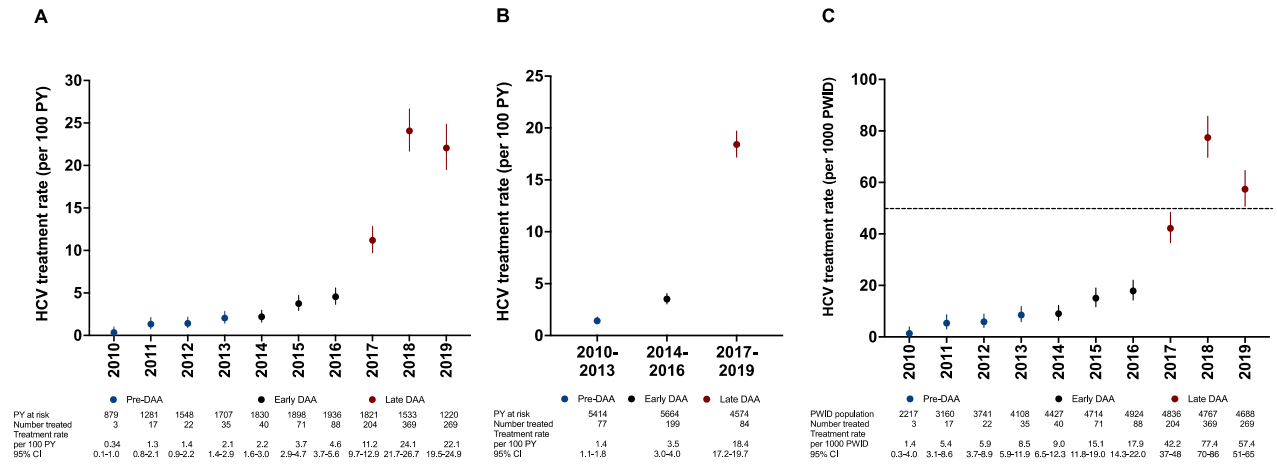 A
HCV treatment rate (per 100 PY)
30
25
20
15
10
5
0
2010 2011 2012 2013 2014 2015 2016 2017 2018 2019
Pre-DAA Early DAA Late DAA
PY at risk 879 1281 1548 1707 1830 1898 1936 1821 1533 1220
Number treated 3 17 22 35 40 71 88 204 369 269
Treatment rate
per 100 PY 0.34 1.3 1.4 2.1 2.2 3.7 4.6 11.2 24.1 22.1
95% CI 0.1-1.0 0.8-2.1 0.9-2.2 1.4-2.9 1.6-3.0 2.9-4.7 3.7-5.6 9.7-12.9 21.7-26.7 19.5-24.9
B
HCV treatment rate (per 100 PY)
25
20
15
10
5
0
2010-2013 2014-2016 2017-2019
Pre-DAA Early DAA Late DAA
PY at risk 5414 5664 4574
Number treated 77 199 84
Treatment rate
per 100 PY 1.4 3.5 18.4
95% CI 1.1-1.8 3.0-4.0 17.2-19.7
C
HCV treatment rate (per 1000 PWID)
100
80
60
40
20
0
2010 2011 2012 2013 2014 2015 2016 2017 2018 2019
Pre-DAA Early DAA Late DAA
PWID population 2217 3160 3741 4108 4427 4714 4924 4836 4767 4688
Number treated 3 17 22 35 40 71 88 204 369 269
Treatment rate
per 1000 PWID 1.4 5.4 5.9 8.5 9.0 15.1 17.9 42.2 77.4 57.4
95% CI 0.3-4.0 3.1-8.6 3.7-8.9 5.9-11.9 6.5-12.3 11.8-19.0 14.3-22.0 37-48 70-86 51-65